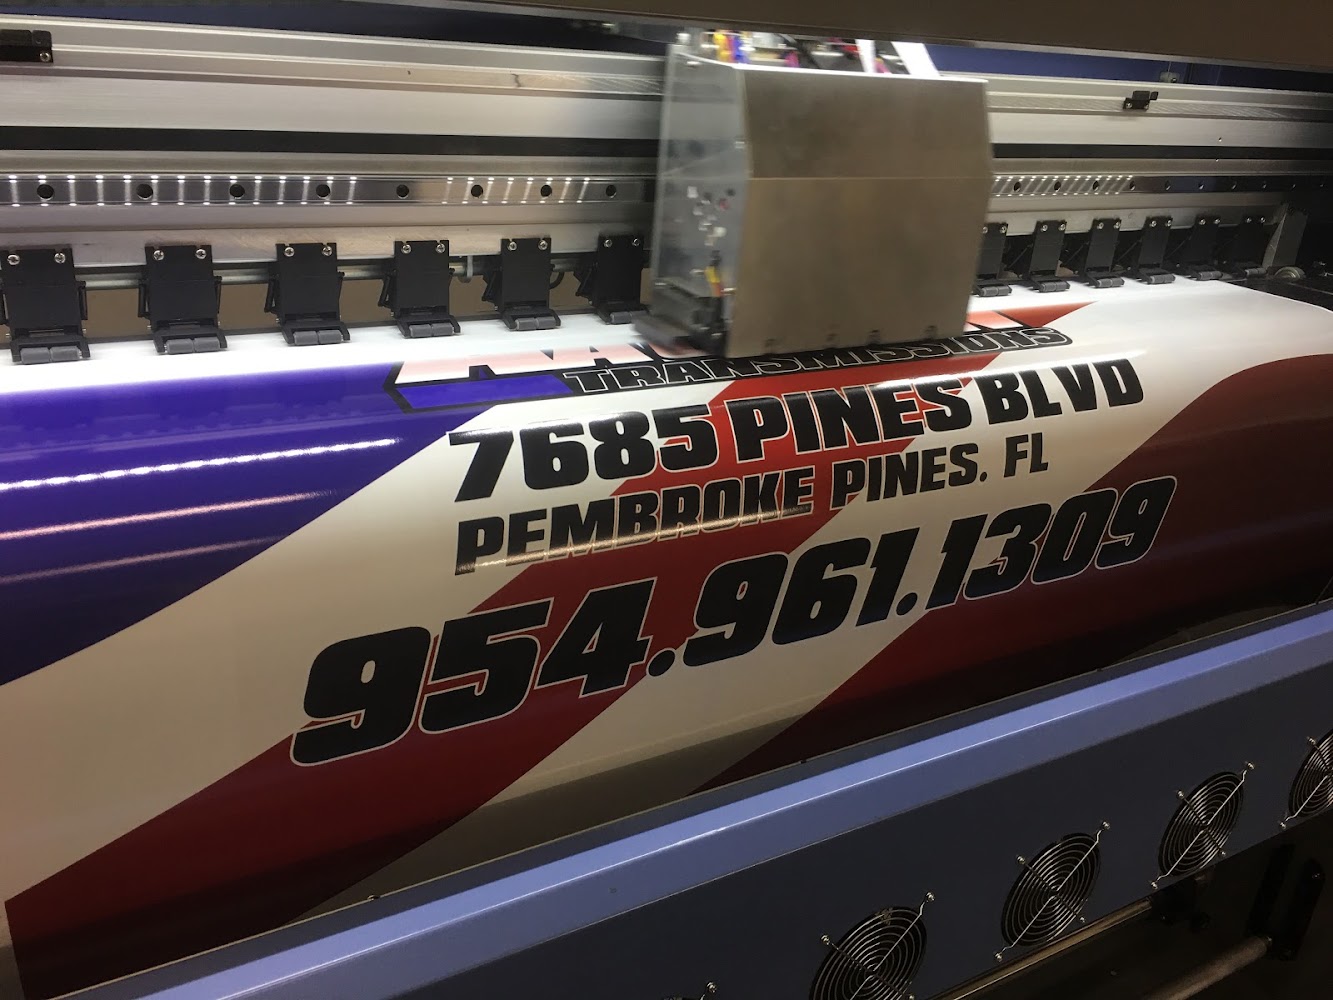 TRANSMISSIONS
7685 PINES BLVD
PEMBROKE PINES. FL
954.961.1309